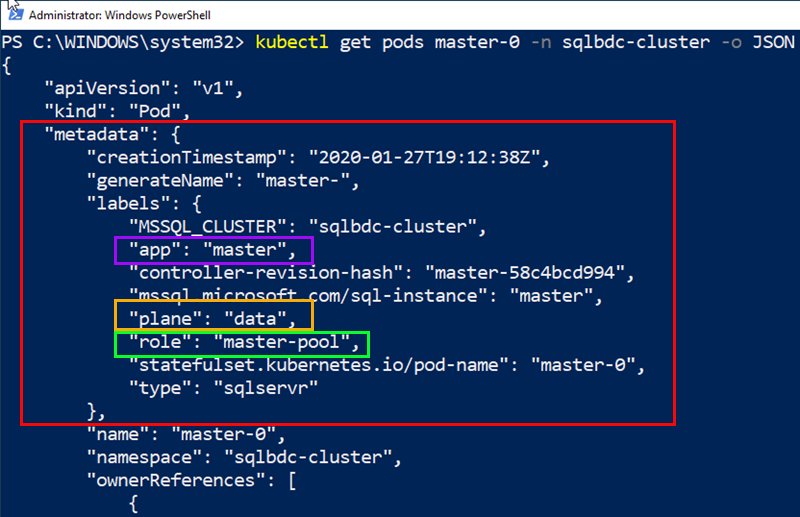 Administrator: Windows PowerShell
PS C:\WINDOWS\system32> kubectl get pods master-0 -n sqlbdc-cluster -o JSON
{
    "apiVersion": "v1",
    "kind": "Pod",
    "metadata": {
        "creationTimestamp": "2020-01-27T19:12:38Z",
        "generateName": "master-",
        "labels": {
            "MSSQL_CLUSTER": "sqlbdc-cluster",
            "app": "master",
            "controller-revision-hash": "master-58c4bcd994",
            "mssql.microsoft.com/sql-instance": "master",
            "plane": "data",
            "role": "master-pool",
            "statefulset.kubernetes.io/pod-name": "master-0",
            "type": "sqlservr"
        },
        "name": "master-0",
        "namespace": "sqlbdc-cluster",
        "ownerReferences": [
            {